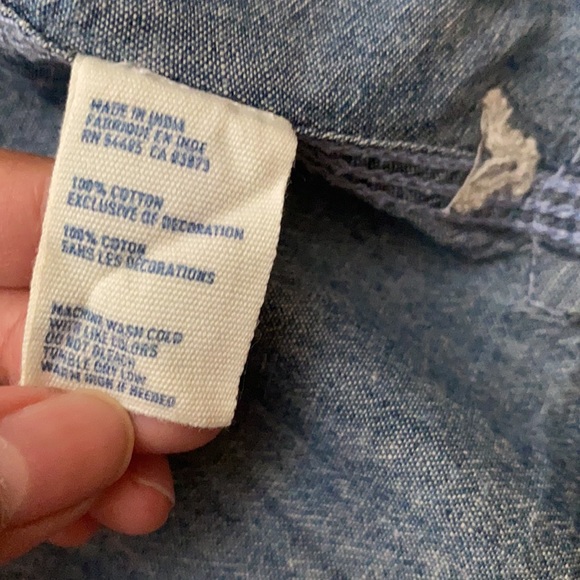 MADE IN INDIA
FABRIQUE EN INDE
RN 54485 CA 03873
100% COTTON
EXCLUSIVE OF DECORATION
100% COTON
SANS LES DECORATIONS
MACHINE WASH COLD
WITH LIKE COLORS
DO NOT BLEACH
TUMBLE DRY LOW
WARM IRON IF NEEDED